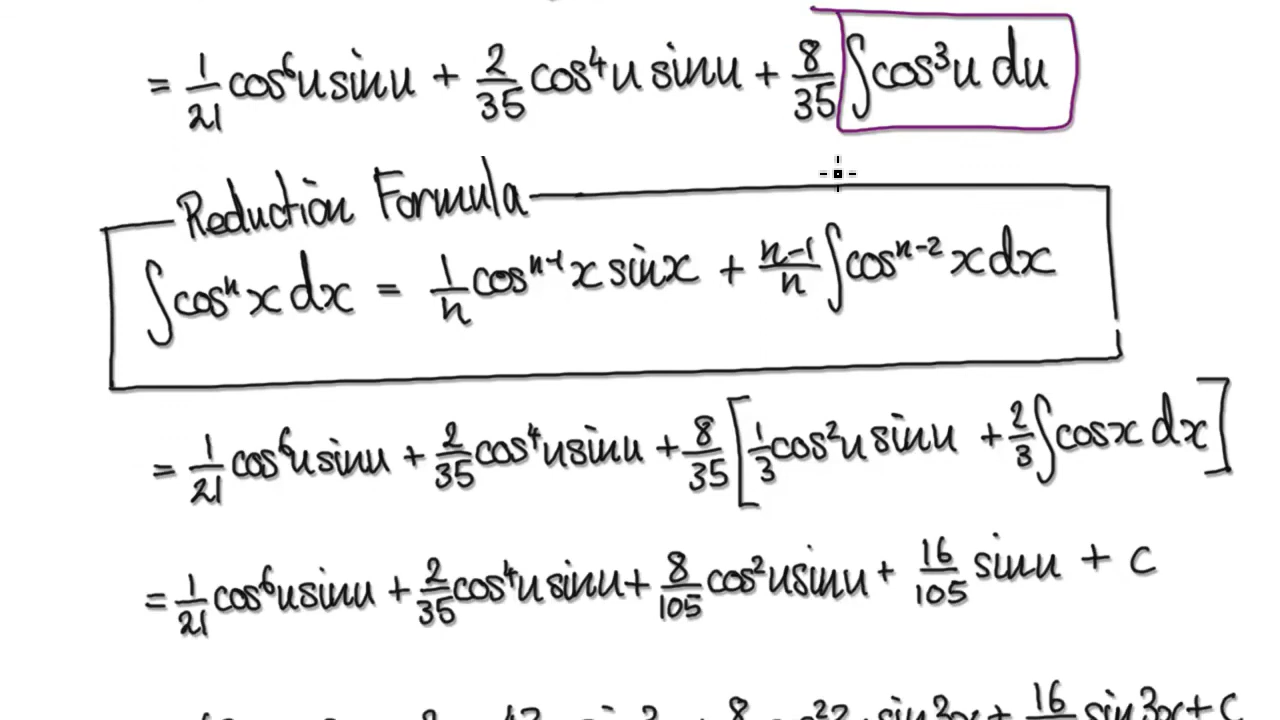 = 1/21 cos⁶u sinu + 2/35 cos⁴u sinu + 8/35 ∫cos³u du
Reduction Formula
∫cosⁿx dx = 1/n cosⁿ⁻¹x sinx + n-1/n ∫cosⁿ⁻²x dx
= 1/21 cos⁶u sinu + 2/35 cos⁴u sinu + 8/35 [1/3 cos²u sinu + 2/3 ∫cosx dx]
= 1/21 cos⁶u sinu + 2/35 cos⁴u sinu + 8/105 cos²u sinu + 16/105 sinu + c
16 sin3x + c